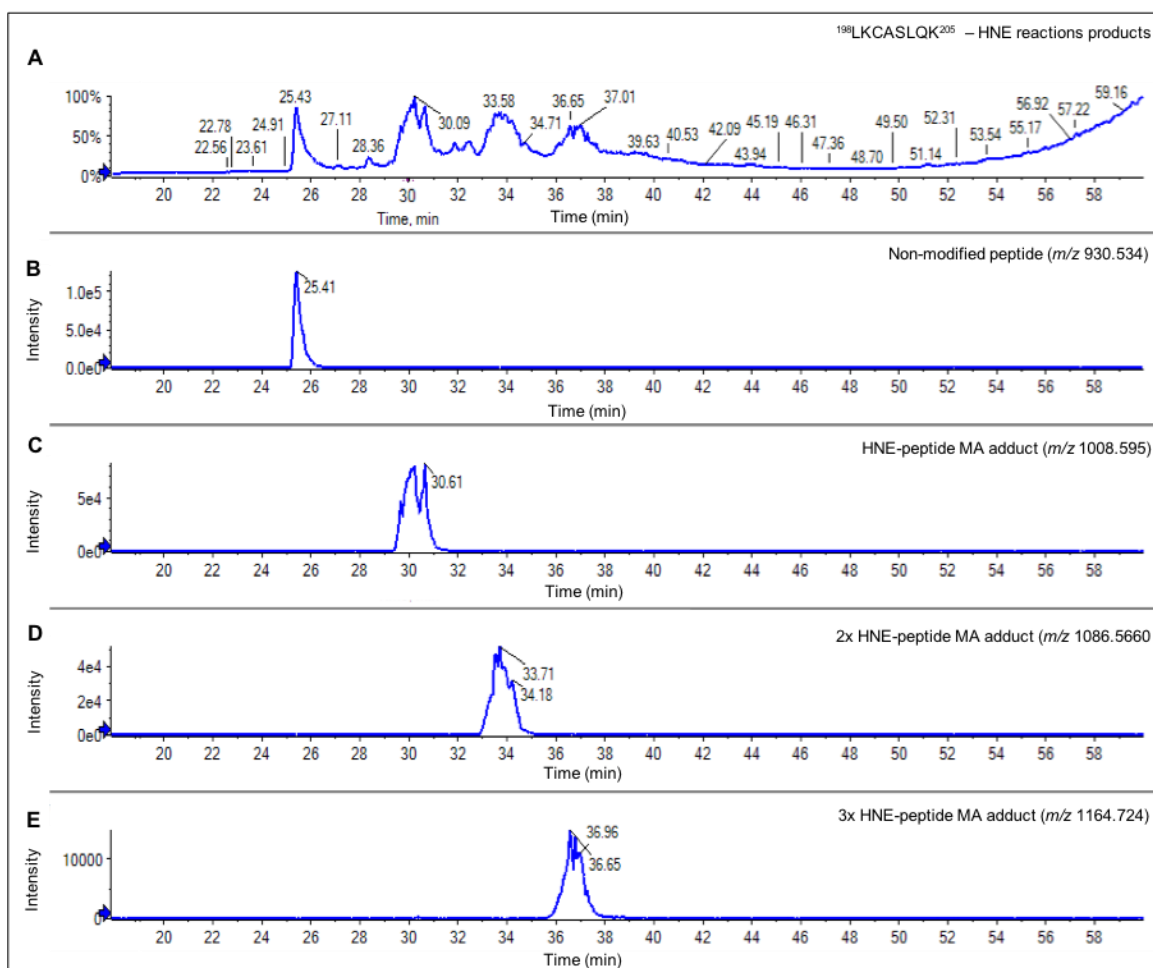 ¹⁹⁸LKCASLQK²⁰⁵ – HNE reactions products
A
100%
50%
0%
22.56
22.78
23.61
24.91
25.43
27.11
28.36
30.09
33.58
34.71
36.65
37.01
39.63
40.53
42.09
43.94
45.19
46.31
47.36
48.70
49.50
51.14
52.31
53.54
55.17
56.92
57.22
59.16
20 22 24 26 28 30 32 34 36 38 40 42 44 46 48 50 52 54 56 58
Time, min
Time (min)
B
Non-modified peptide (m/z 930.534)
Intensity
1.0e5
5.0e4
0.0e0
25.41
20 22 24 26 28 30 32 34 36 38 40 42 44 46 48 50 52 54 56 58
Time (min)
C
HNE-peptide MA adduct (m/z 1008.595)
Intensity
5e4
0e0
30.61
20 22 24 26 28 30 32 34 36 38 40 42 44 46 48 50 52 54 56 58
Time (min)
D
2x HNE-peptide MA adduct (m/z 1086.5660
Intensity
4e4
2e4
0e0
33.71
34.18
20 22 24 26 28 30 32 34 36 38 40 42 44 46 48 50 52 54 56 58
Time (min)
E
3x HNE-peptide MA adduct (m/z 1164.724)
Intensity
10000
0
36.96
36.65
20 22 24 26 28 30 32 34 36 38 40 42 44 46 48 50 52 54 56 58
Time (min)